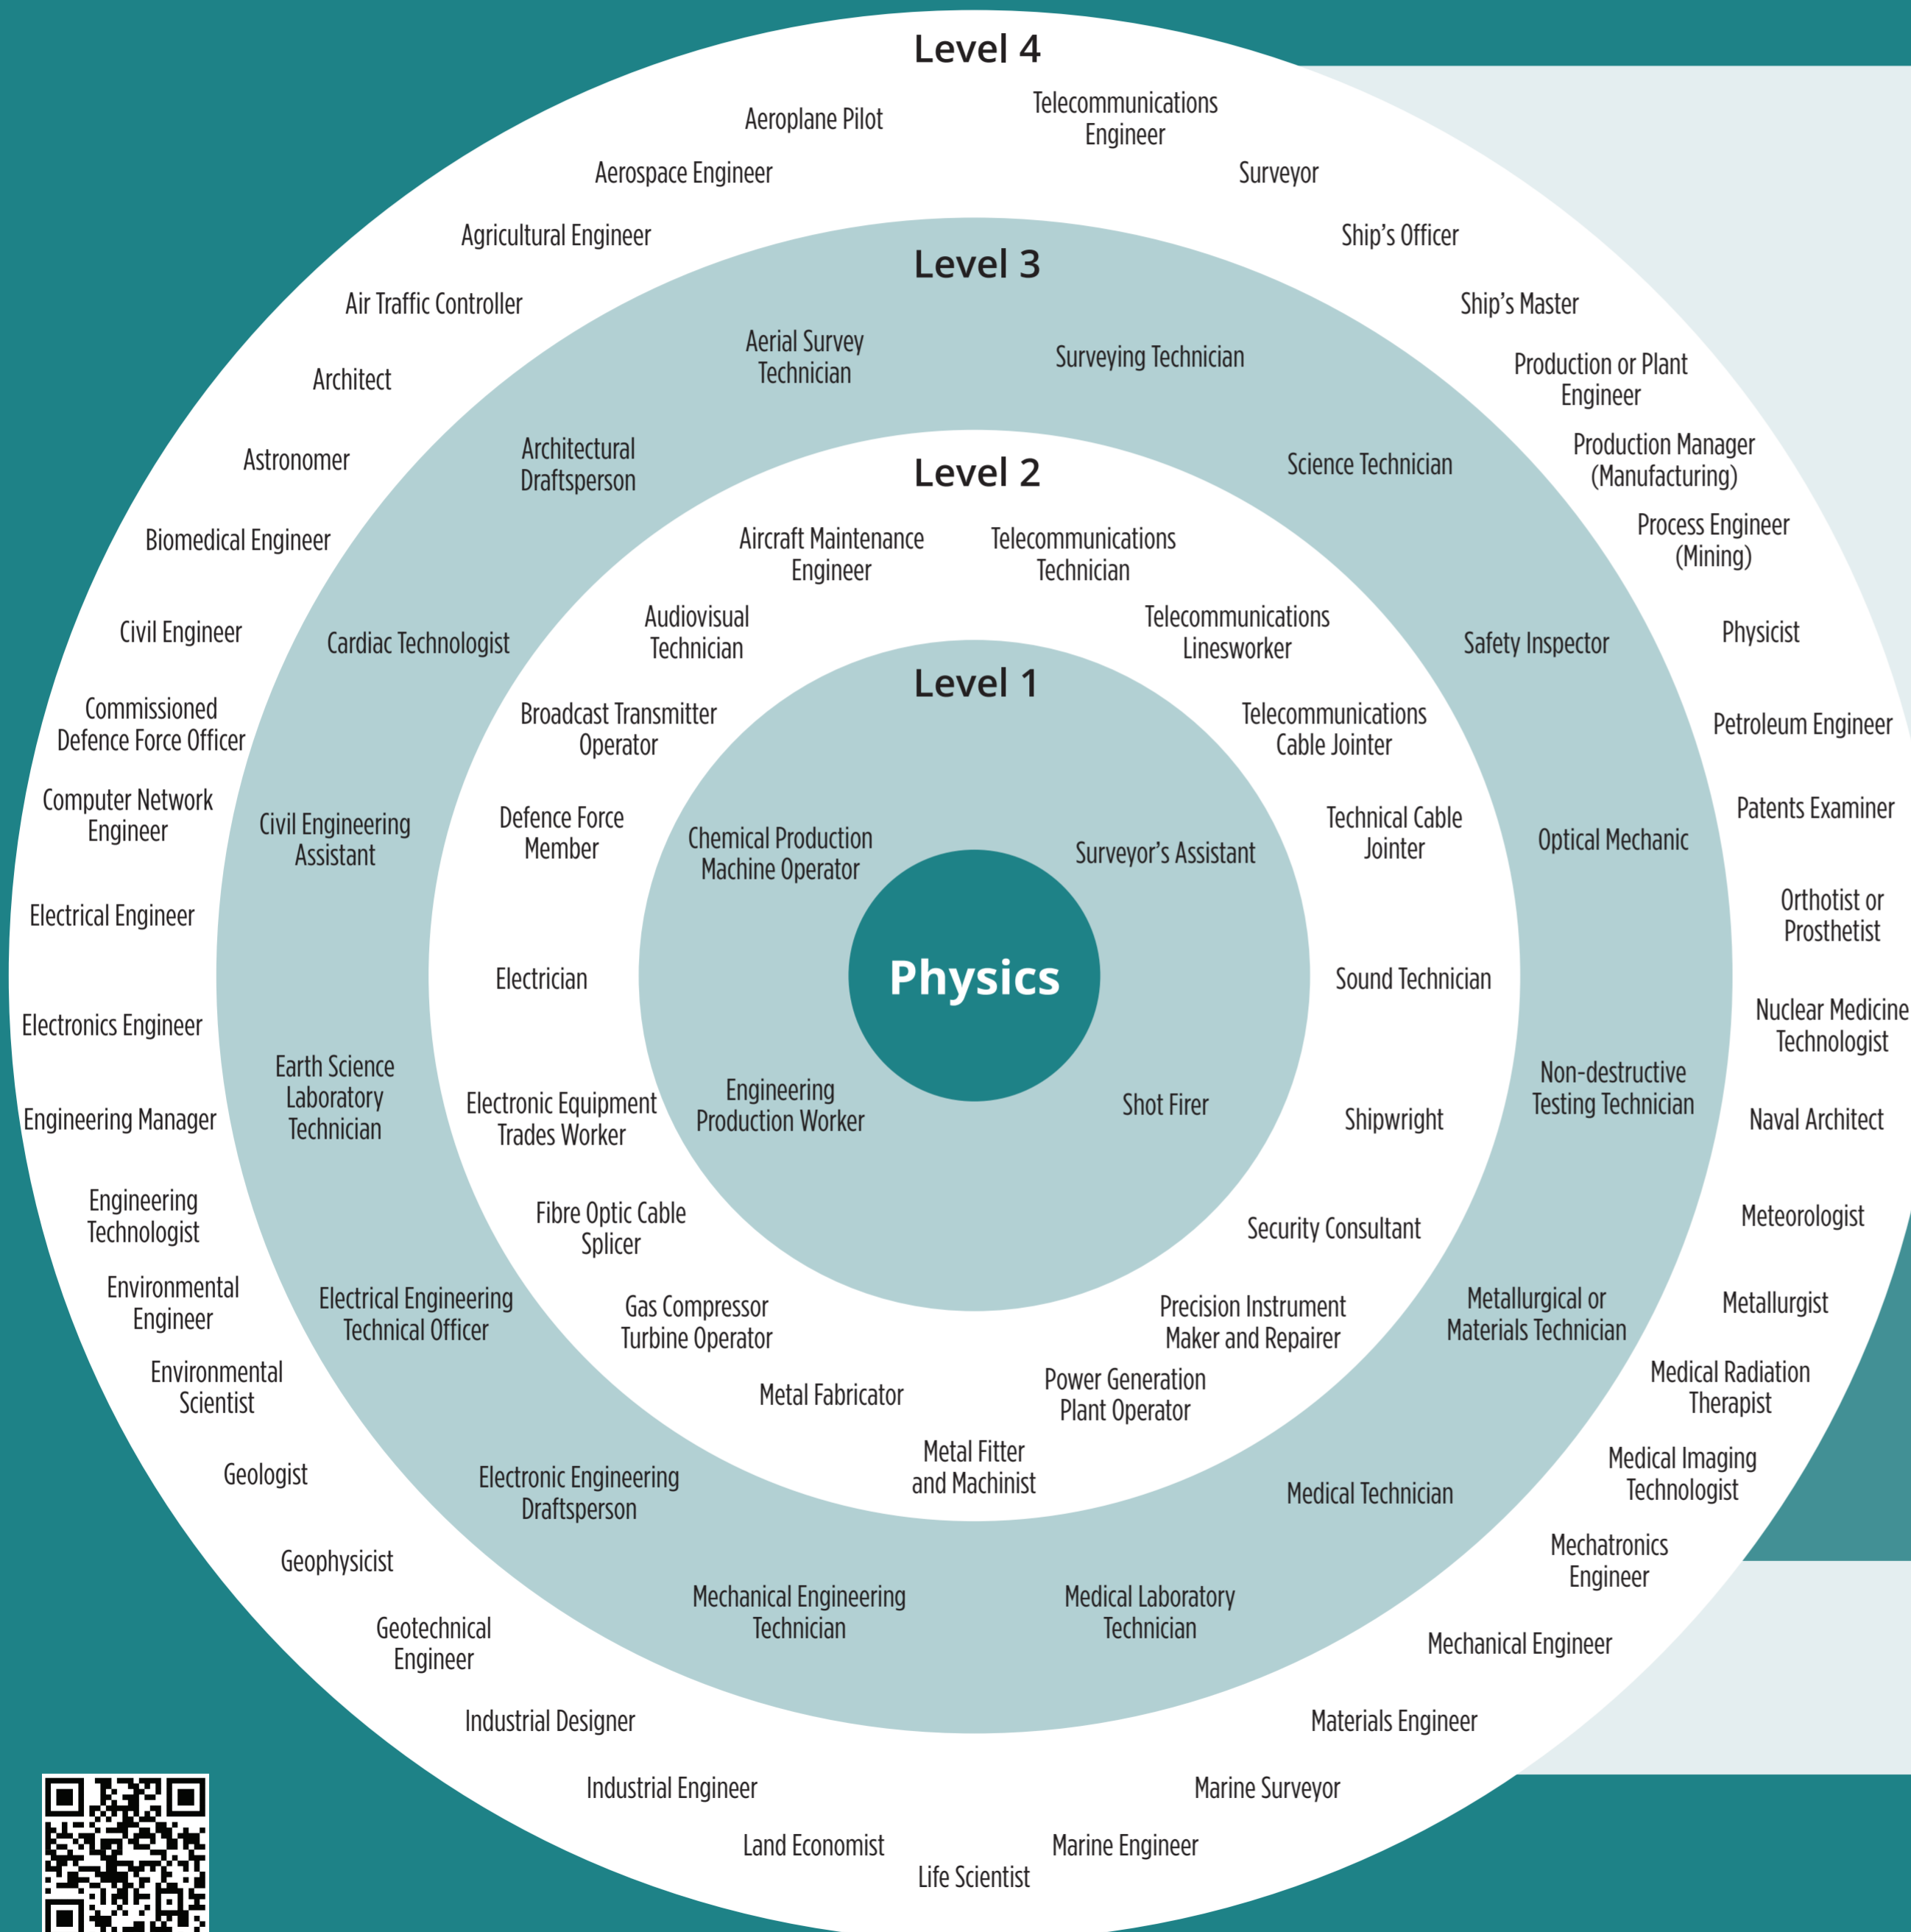 Level 4
Aeroplane Pilot
Telecommunications
Engineer
Aerospace Engineer
Surveyor
Agricultural Engineer
Ship's Officer
Air Traffic Controller
Ship's Master
Architect
Production or Plant
Engineer
Astronomer
Production Manager
(Manufacturing)
Biomedical Engineer
Process Engineer
(Mining)
Civil Engineer
Physicist
Commissioned
Defence Force Officer
Petroleum Engineer
Computer Network
Engineer
Patents Examiner
Electrical Engineer
Orthotist or
Prosthetist
Electronics Engineer
Nuclear Medicine
Technologist
Engineering Manager
Naval Architect
Engineering
Technologist
Meteorologist
Environmental
Engineer
Metallurgist
Environmental
Scientist
Medical Radiation
Therapist
Geologist
Medical Imaging
Technologist
Geophysicist
Mechatronics
Engineer
Geotechnical
Engineer
Mechanical Engineer
Industrial Designer
Materials Engineer
Industrial Engineer
Marine Surveyor
Land Economist
Marine Engineer
Life Scientist
Level 3
Aerial Survey
Technician
Surveying Technician
Architectural
Draftsperson
Science Technician
Cardiac Technologist
Safety Inspector
Civil Engineering
Assistant
Optical Mechanic
Earth Science
Laboratory
Technician
Non-destructive
Testing Technician
Electrical Engineering
Technical Officer
Metallurgical or
Materials Technician
Electronic Engineering
Draftsperson
Medical Technician
Mechanical Engineering
Technician
Medical Laboratory
Technician
Level 2
Aircraft Maintenance
Engineer
Telecommunications
Technician
Audiovisual
Technician
Telecommunications
Linesworker
Broadcast Transmitter
Operator
Telecommunications
Cable Jointer
Defence Force
Member
Technical Cable
Jointer
Electrician
Sound Technician
Electronic Equipment
Trades Worker
Shipwright
Fibre Optic Cable
Splicer
Security Consultant
Gas Compressor
Turbine Operator
Precision Instrument
Maker and Repairer
Metal Fabricator
Power Generation
Plant Operator
Metal Fitter
and Machinist
Level 1
Chemical Production
Machine Operator
Surveyor's Assistant
Engineering
Production Worker
Shot Firer
Physics